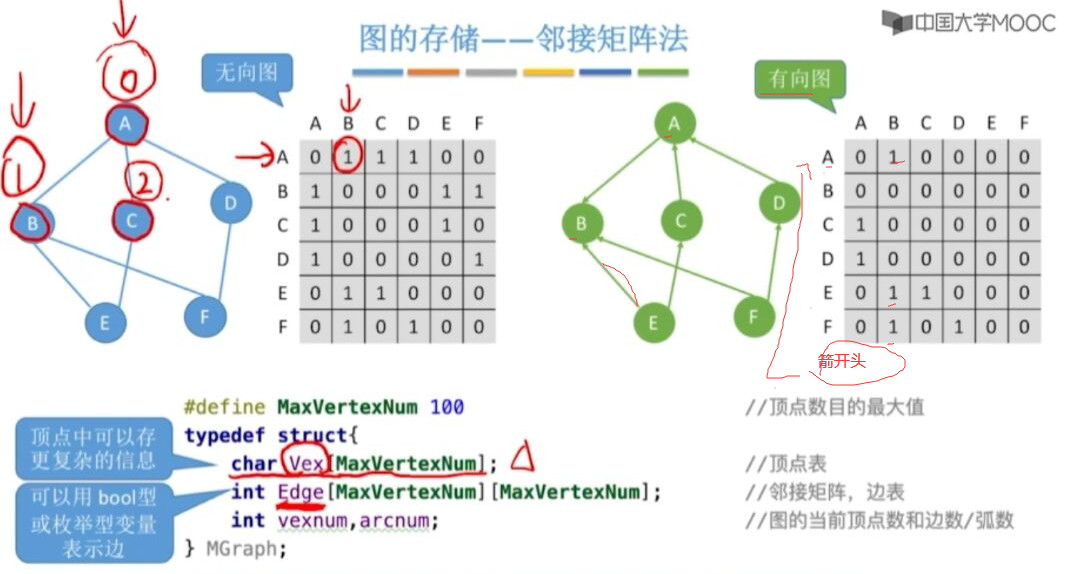 中国大学MOOC
图的存储——邻接矩阵法
无向图
有向图
0
1
2
A
B
C
D
E
F
A B C D E F
A 0 1 1 1 0 0
B 1 0 0 0 1 1
C 1 0 0 0 1 0
D 1 0 0 0 0 1
E 0 1 1 0 0 0
F 0 1 0 1 0 0
A
B
C
D
E
F
A B C D E F
A 0 1 0 0 0 0
B 0 0 0 0 0 0
C 1 0 0 0 0 0
D 1 0 0 0 0 0
E 0 1 1 0 0 0
F 0 1 0 1 0 0
箭开头
#define MaxVertexNum 100 //顶点数目的最大值
typedef struct{
char Vex[MaxVertexNum]; //顶点表
int Edge[MaxVertexNum][MaxVertexNum]; //邻接矩阵，边表
int vexnum,arcnum; //图的当前顶点数和边数/弧数
} MGraph;
顶点中可以存
更复杂的信息
可以用 bool型
或枚举型变量
表示边